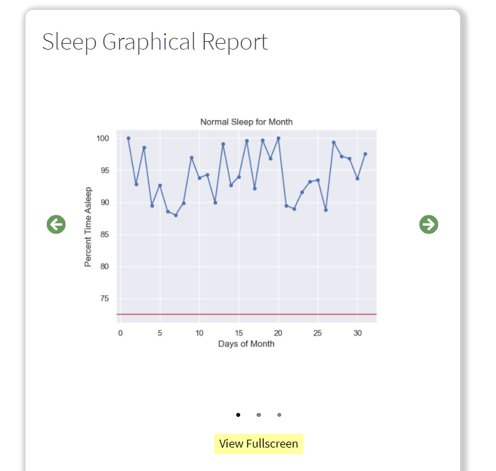 Sleep Graphical Report
Normal Sleep for Month
100
95
90
85
80
75
Percent Time Asleep
0 5 10 15 20 25 30
Days of Month
View Fullscreen